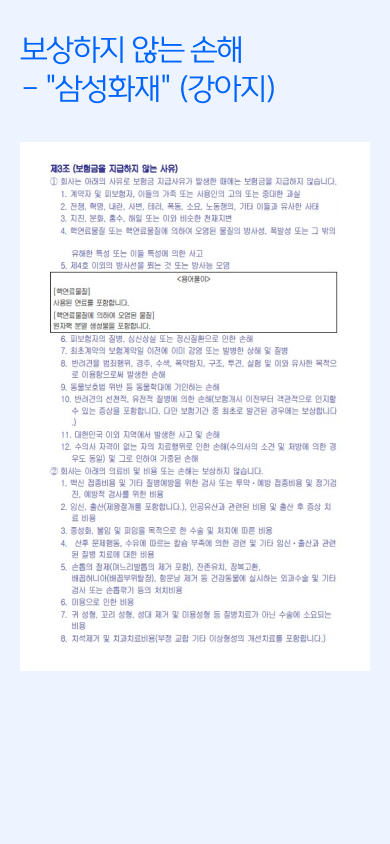 보상하지 않는 손해
- "삼성화재" (강아지)
제3조 (보험금을 지급하지 않는 사유)
① 회사는 아래의 사유로 보험금 지급사유가 발생한 때에는 보험금을 지급하지 않습니다.
1. 계약자 및 피보험자, 이들의 가족 또는 사용인의 고의 또는 중대한 과실
2. 전쟁, 혁명, 내란, 사변, 테러, 폭동, 소요, 노동쟁의, 기타 이들과 유사한 사태
3. 지진, 분화, 홍수, 해일 또는 이와 비슷한 천재지변
4. 핵연료물질 또는 핵연료물질에 의하여 오염된 물질의 방사성, 폭발성 또는 그 밖의
유해한 특성 또는 이들 특성에 의한 사고
5. 제4호 이외의 방사선을 쬐는 것 또는 방사능 오염
<용어풀이>
[핵연료물질]
사용된 연료를 포함합니다.
[핵연료물질에 의하여 오염된 물질]
원자핵 분열 생성물을 포함합니다.
6. 피보험자의 질병, 심신상실 또는 정신질환으로 인한 손해
7. 최초계약의 보험계약일 이전에 이미 감염 또는 발병한 상해 및 질병
8. 반려견을 범죄행위, 경주, 수색, 폭약탐지, 구조, 투견, 실험 및 이와 유사한 목적으
로 이용함으로써 발생한 손해
9. 동물보호법 위반 등 동물학대에 기인하는 손해
10. 반려견의 선천적, 유전적 질병에 의한 손해(보험개시 이전부터 객관적으로 인지할
수 있는 증상을 포함합니다. 다만 보험기간 중 최초로 발견된 경우에는 보상합니다
.)
11. 대한민국 이외 지역에서 발생한 사고 및 손해
12. 수의사 자격이 없는 자의 치료행위로 인한 손해(수의사의 소견 및 처방에 의한 경
우도 동일) 및 그로 인하여 가중된 손해
② 회사는 아래의 의료비 및 비용 또는 손해는 보상하지 않습니다.
1. 백신 접종비용 및 기타 질병예방을 위한 검사 또는 투약・예방 접종비용 및 정기검
진, 예방적 검사를 위한 비용
2. 임신, 출산(제왕절개를 포함합니다.), 인공유산과 관련된 비용 및 출산 후 증상 치
료 비용
3. 중성화, 불임 및 피임을 목적으로 한 수술 및 처치에 따른 비용
4. 산후 문제행동, 수유에 따르는 칼슘 부족에 의한 경련 및 기타 임신・출산과 관련
된 질병 치료에 대한 비용
5. 손톱의 절제(며느리발톱의 제거 포함), 잔존유치, 잠복고환,
배꼽허니아(배꼽부위탈장), 항문낭 제거 등 건강동물에 실시하는 외과수술 및 기타
검사 또는 손톱깎기 등의 처치비용
6. 미용으로 인한 비용
7. 귀 성형, 꼬리 성형, 성대 제거 및 미용성형 등 질병치료가 아닌 수술에 소요되는
비용
8. 치석제거 및 치과치료비용(부정 교합 기타 이상형성의 개선치료를 포함합니다.)